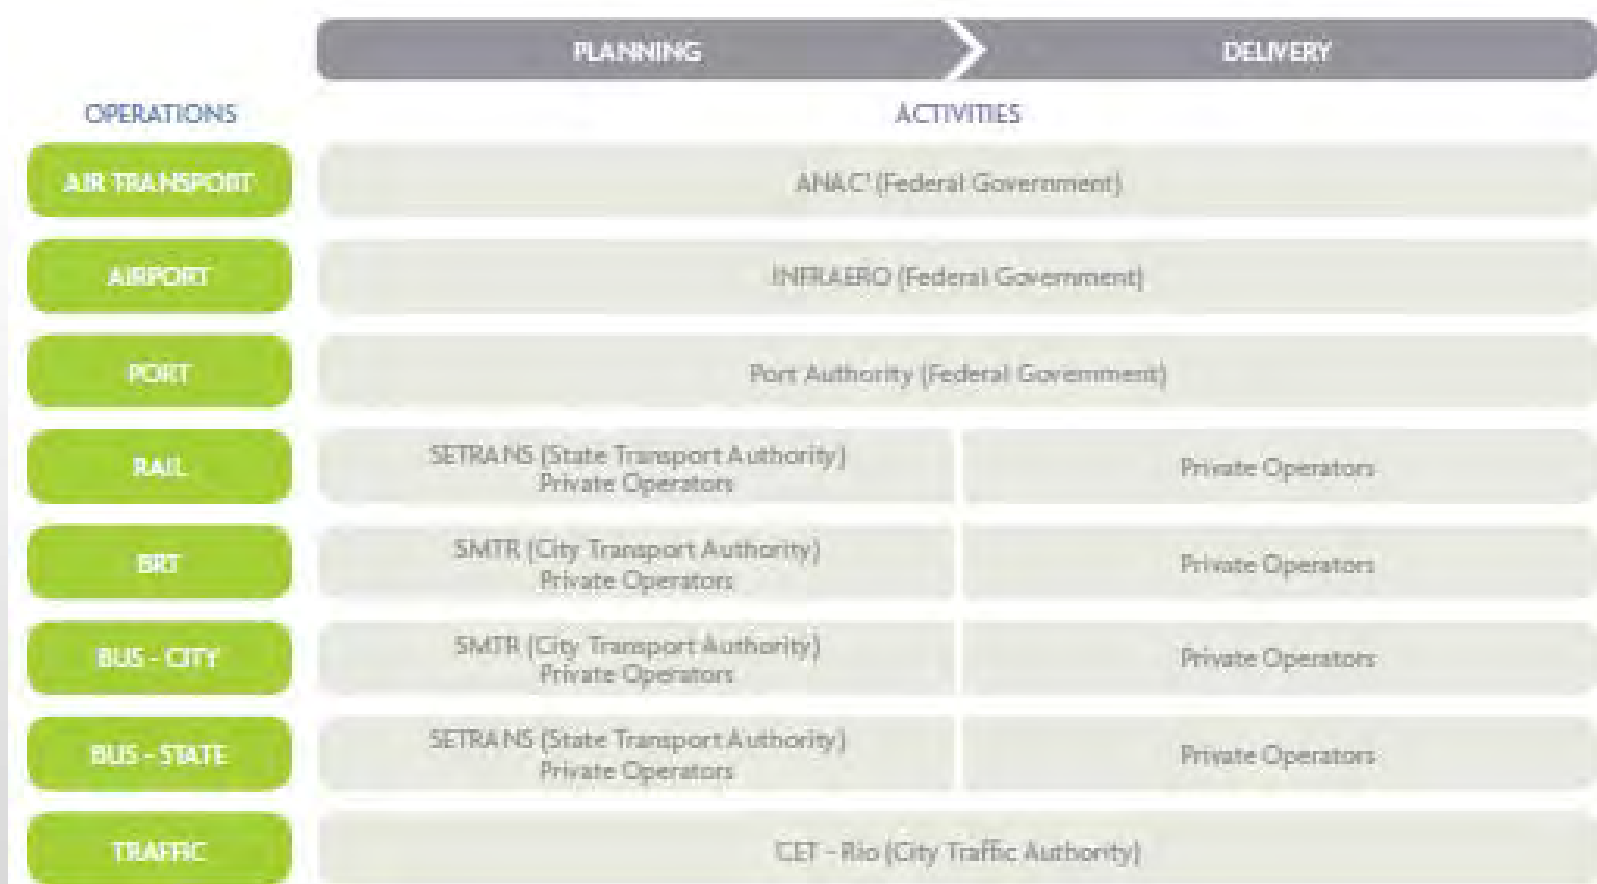 PLANNING
DELIVERY
OPERATIONS
ACTIVITIES
AIR TRANSPORT
ANAC¹ (Federal Government)
AIRPORT
INFRAERO (Federal Government)
PORT
Port Authority (Federal Government)
RAIL
SETRANS (State Transport Authority)
Private Operators
Private Operators
BRT
SMTR (City Transport Authority)
Private Operators
Private Operators
BUS - CITY
SMTR (City Transport Authority)
Private Operators
Private Operators
BUS - STATE
SETRANS (State Transport Authority)
Private Operators
Private Operators
TRAFFIC
CET - Rio (City Traffic Authority)